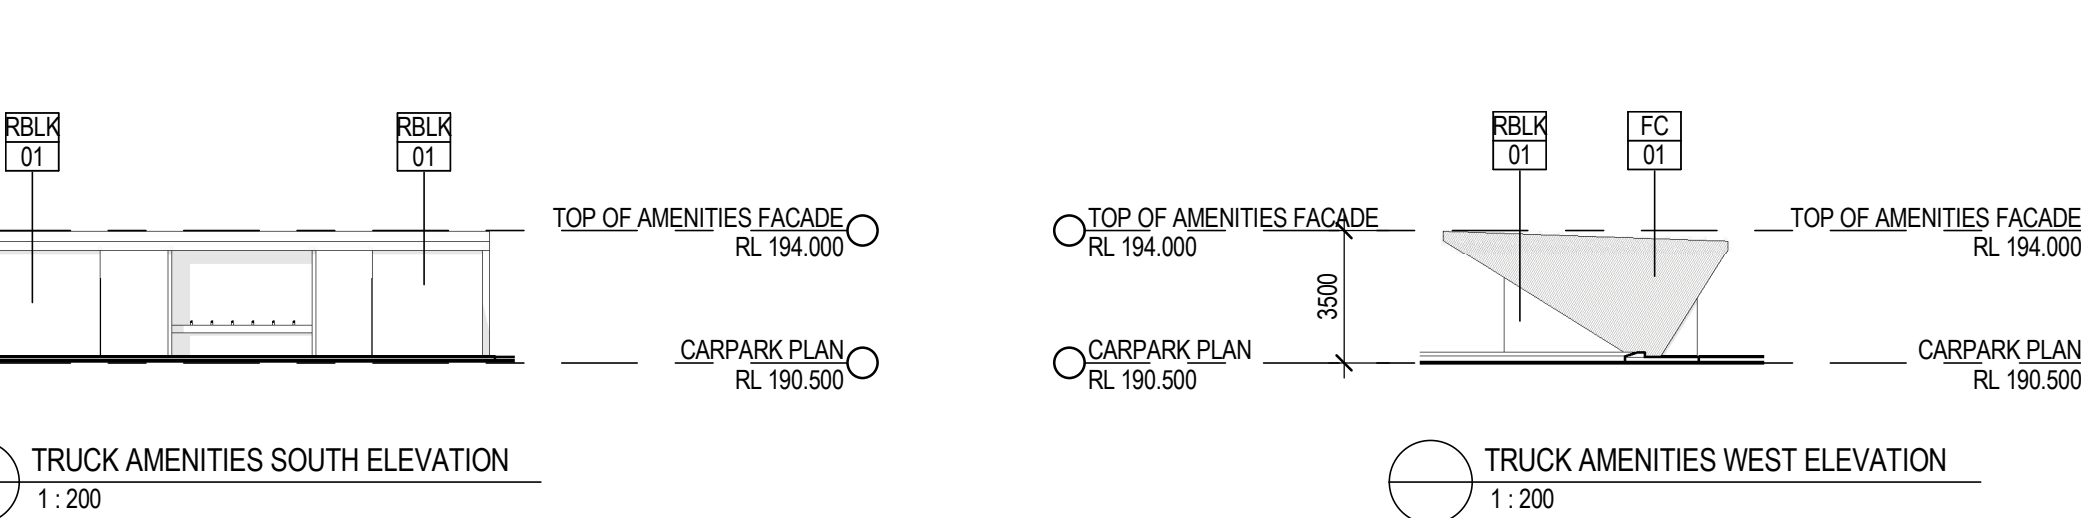 RBLK
01
RBLK
01
TOP OF AMENITIES FACADE
RL 194.000
CARPARK PLAN
RL 190.500
TRUCK AMENITIES SOUTH ELEVATION
1 : 200
RBLK
01
FC
01
TOP OF AMENITIES FACADE
RL 194.000
3500
CARPARK PLAN
RL 190.500
TOP OF AMENITIES FACADE
RL 194.000
CARPARK PLAN
RL 190.500
TRUCK AMENITIES WEST ELEVATION
1 : 200